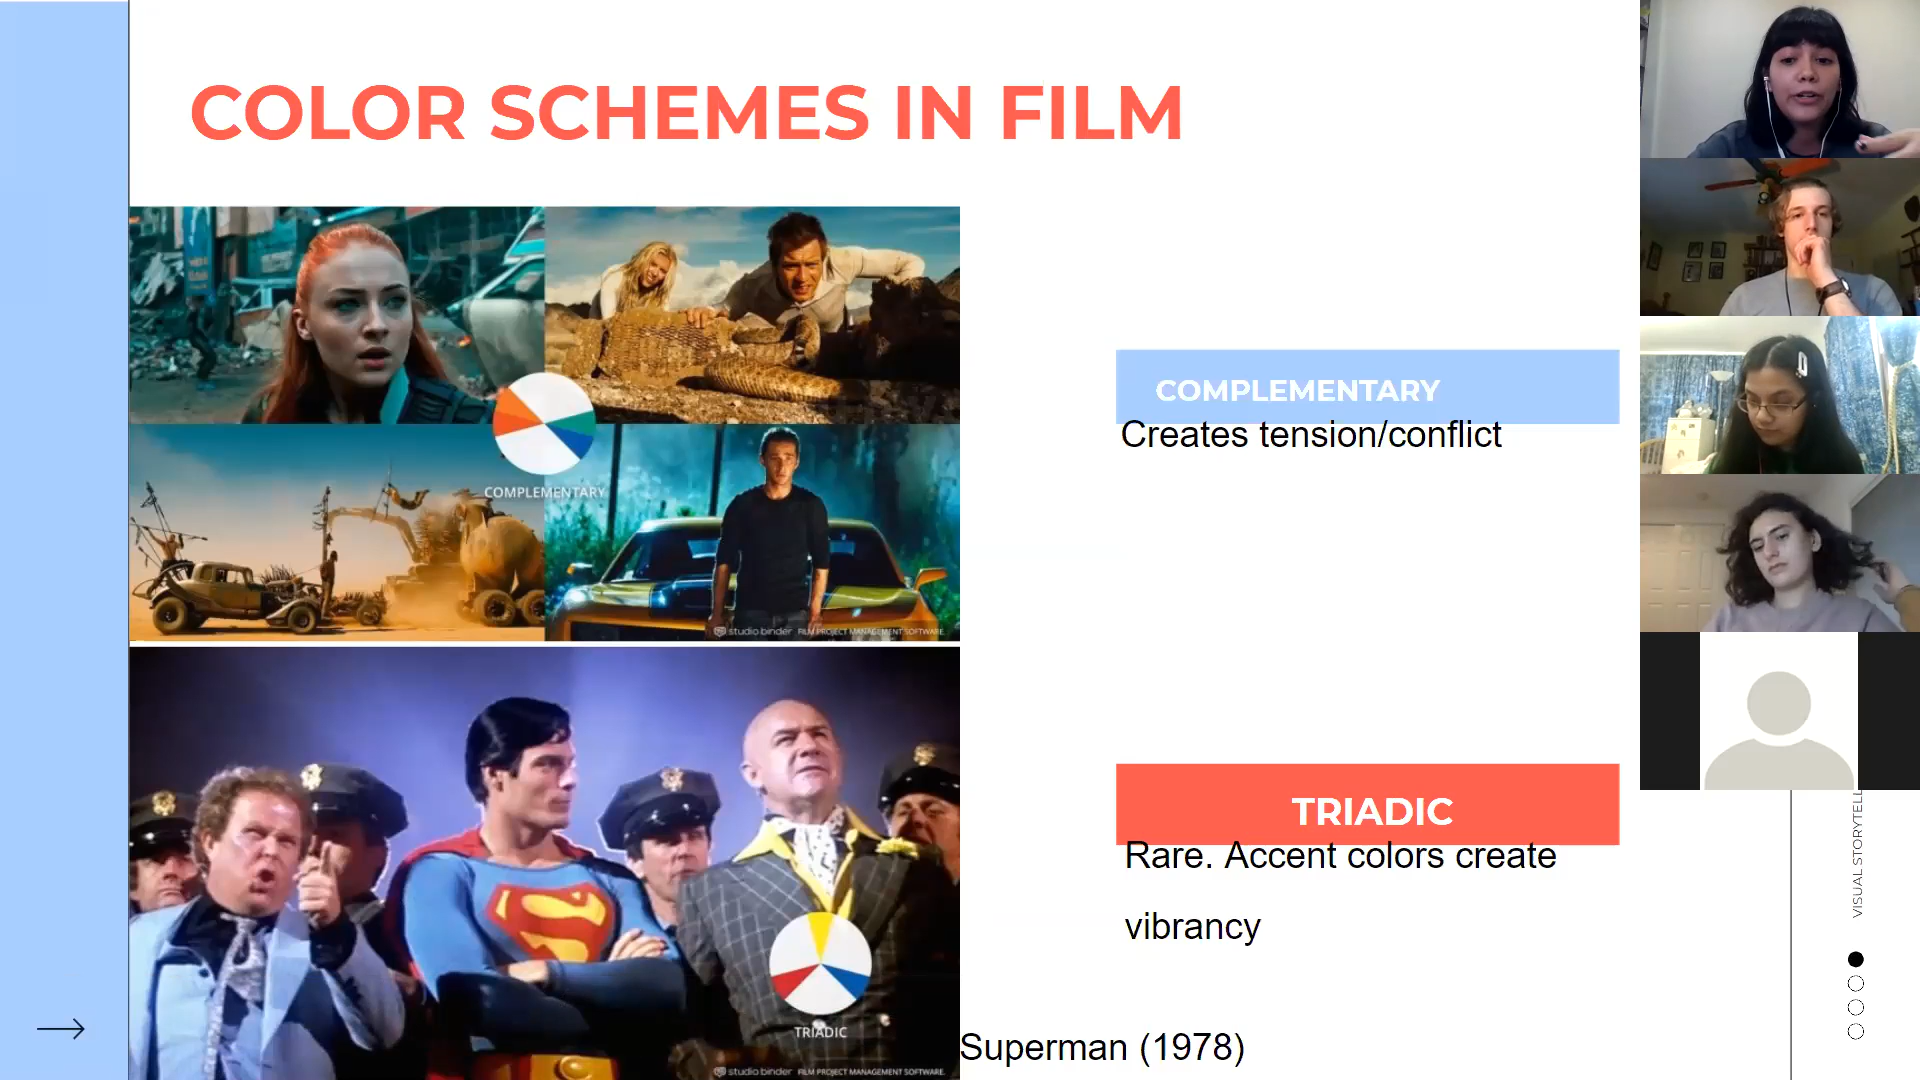 COLOR SCHEMES IN FILM
COMPLEMENTARY
studio binder FILM PROJECT MANAGEMENT SOFTWARE.
COMPLEMENTARY
Creates tension/conflict
TRIADIC
studio binder FILM PROJECT MANAGEMENT SOFTWARE.
TRIADIC
Rare. Accent colors create
vibrancy
Superman (1978)
VISUAL STORYTELL